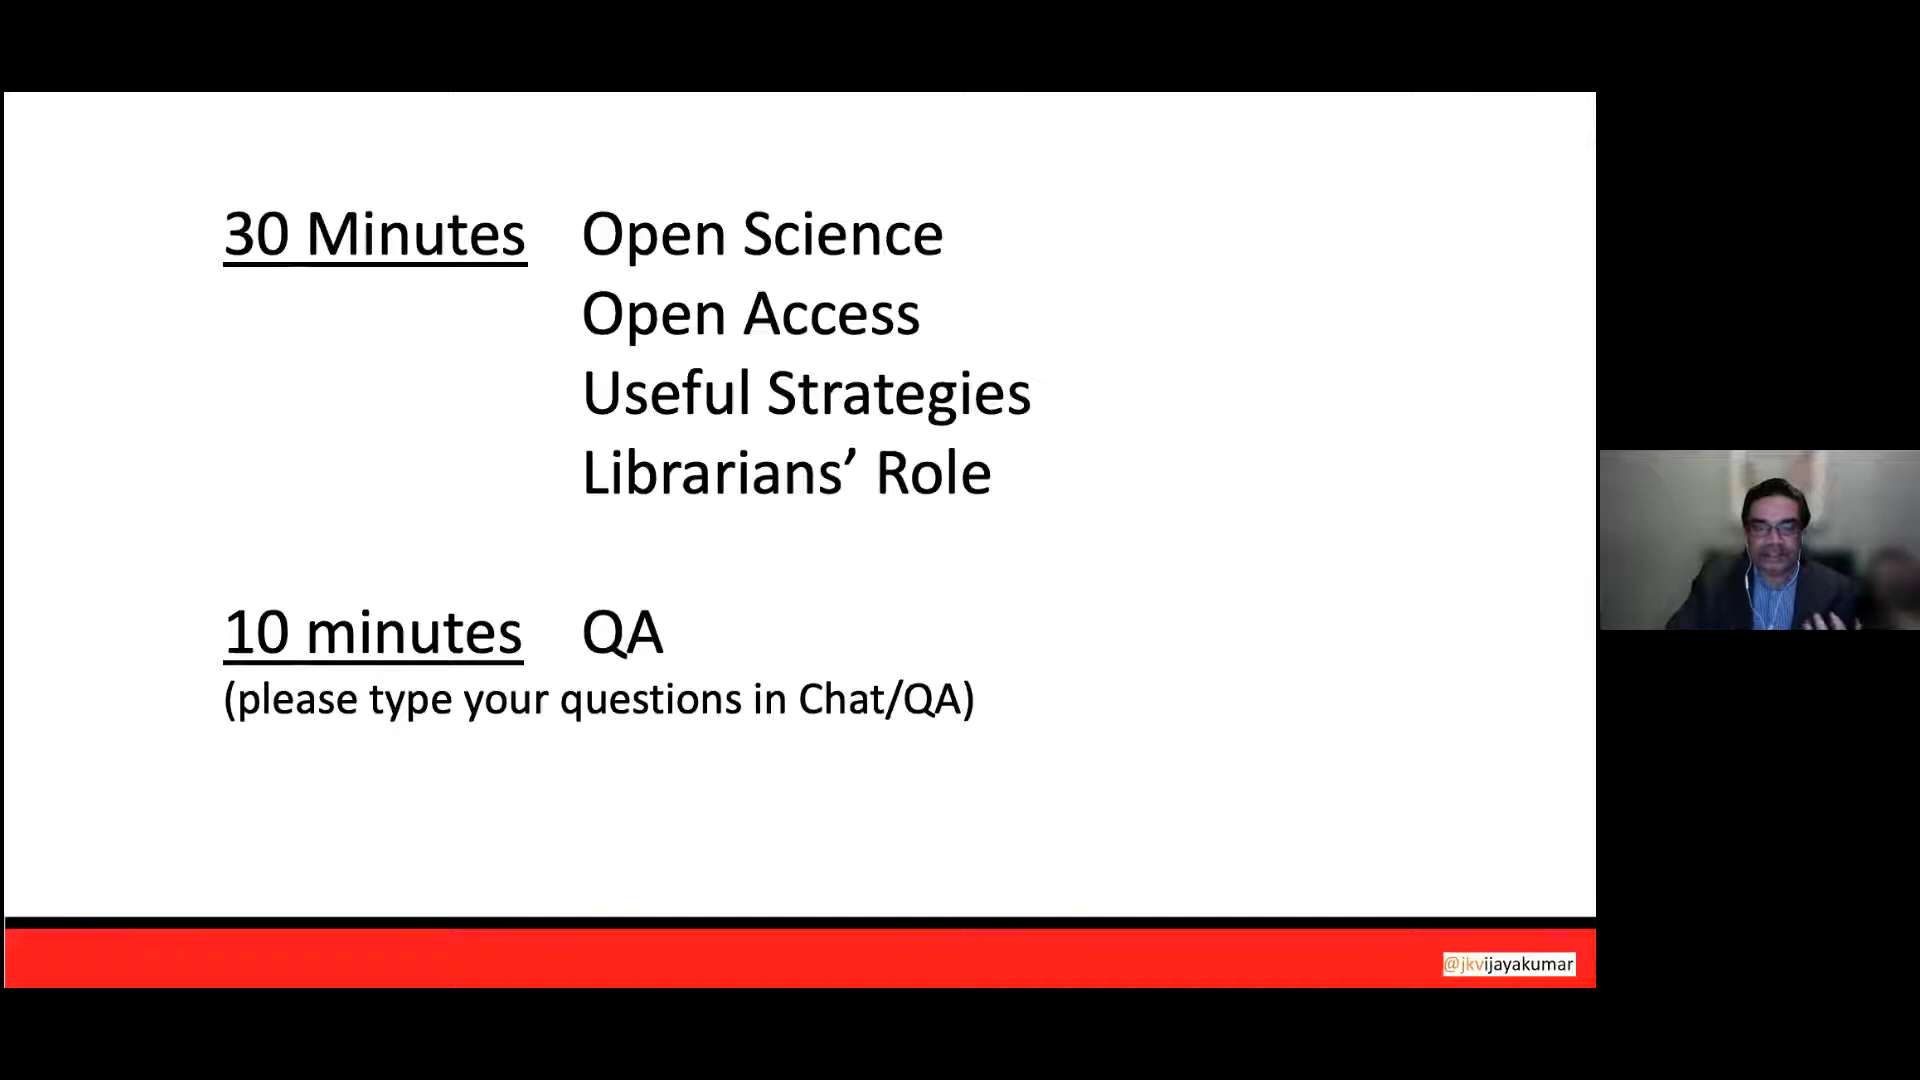 30 Minutes Open Science
Open Access
Useful Strategies
Librarians’ Role
10 minutes QA
(please type your questions in Chat/QA)
@jkvijayakumar